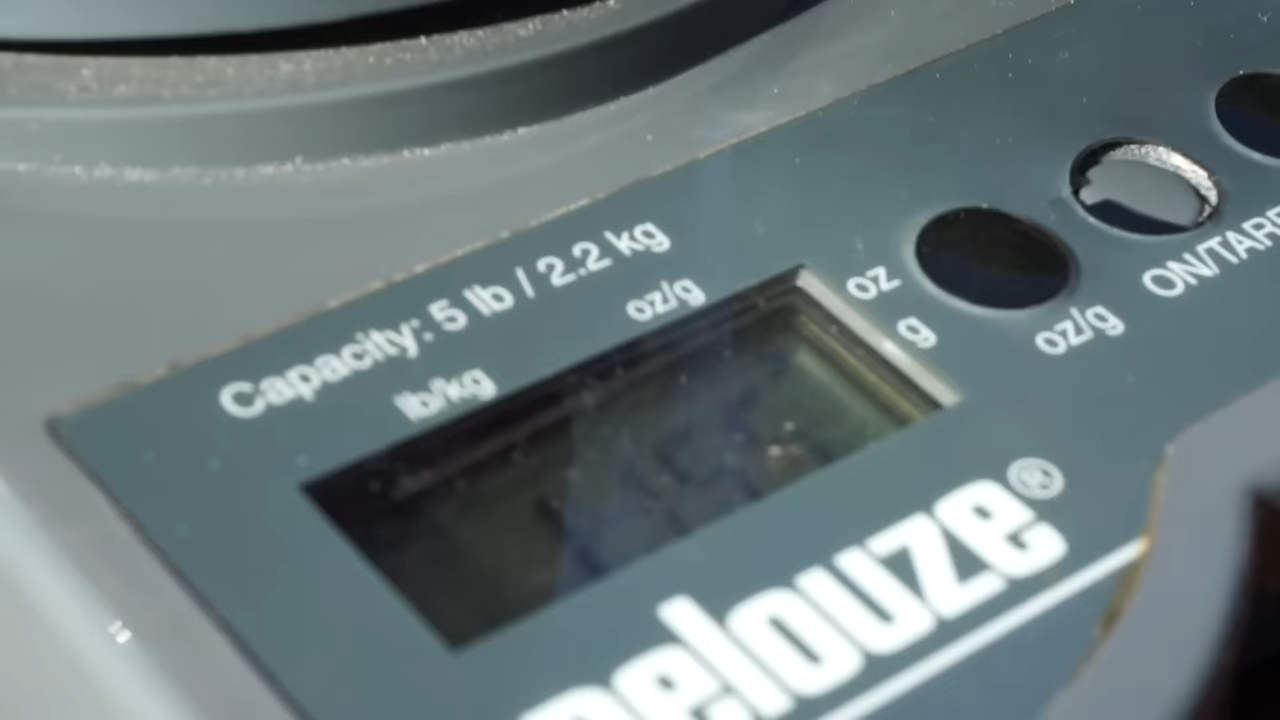 Capacity: 5 lb / 2.2 kg
lb/kg oz/g
oz
g
oz/g
ON/TARE
Pelouze®